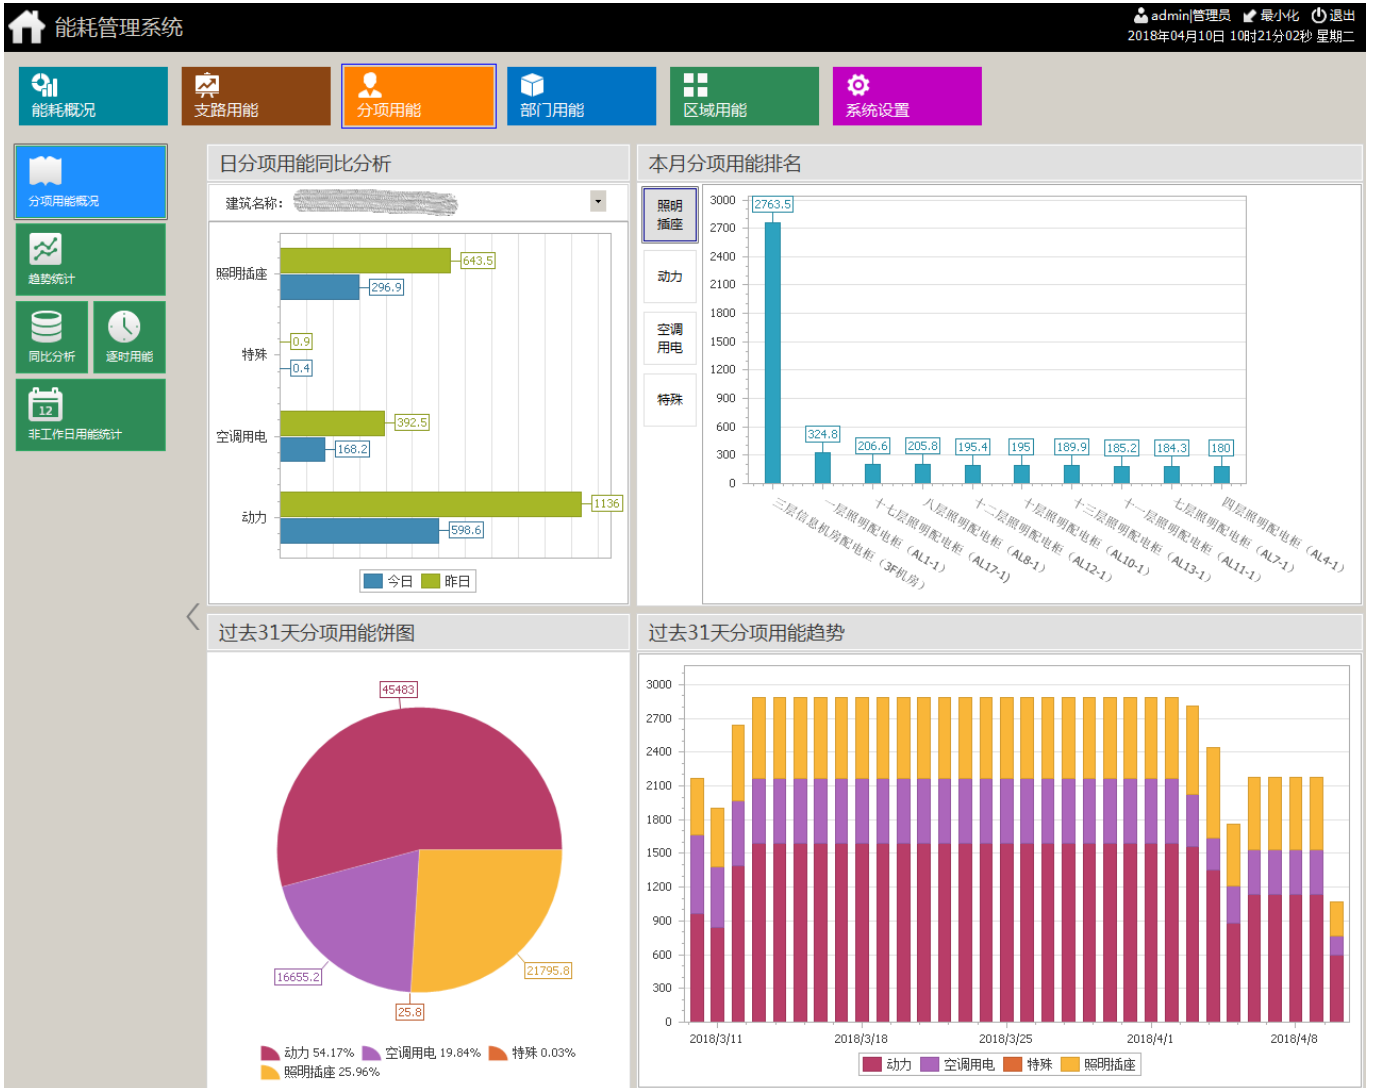 能耗管理系统
admin|管理员 最小化 退出
2018年04月10日 10时21分02秒 星期二
能耗概况
支路用能
分项用能
部门用能
区域用能
系统设置
分项用能概况
趋势统计
同比分析
逐时用能
12
非工作日用能统计
日分项用能同比分析
建筑名称：
照明插座
643.5
296.9
特殊
0.9
0.4
空调用电
392.5
168.2
动力
1136
598.6
今日 昨日
本月分项用能排名
照明
插座
动力
空调
用电
特殊
3000
2700
2400
2100
1800
1500
1200
900
600
300
0
2763.5
324.8
206.6
205.8
195.4
195
189.9
185.2
184.3
180
三层信息机房配电柜（3F机房）
一层照明配电柜（AL1-1）
十七层照明配电柜（AL17-1）
八层照明配电柜（AL8-1）
十二层照明配电柜（AL12-1）
十层照明配电柜（AL10-1）
十三层照明配电柜（AL13-1）
十一层照明配电柜（AL11-1）
七层照明配电柜（AL7-1）
四层照明配电柜（AL4-1）
过去31天分项用能饼图
45483
16655.2
25.8
21795.8
动力 54.17% 空调用电 19.84% 特殊 0.03%
照明插座 25.96%
过去31天分项用能趋势
3000
2700
2400
2100
1800
1500
1200
900
600
300
0
2018/3/11
2018/3/18
2018/3/25
2018/4/1
2018/4/8
动力 空调用电 特殊 照明插座